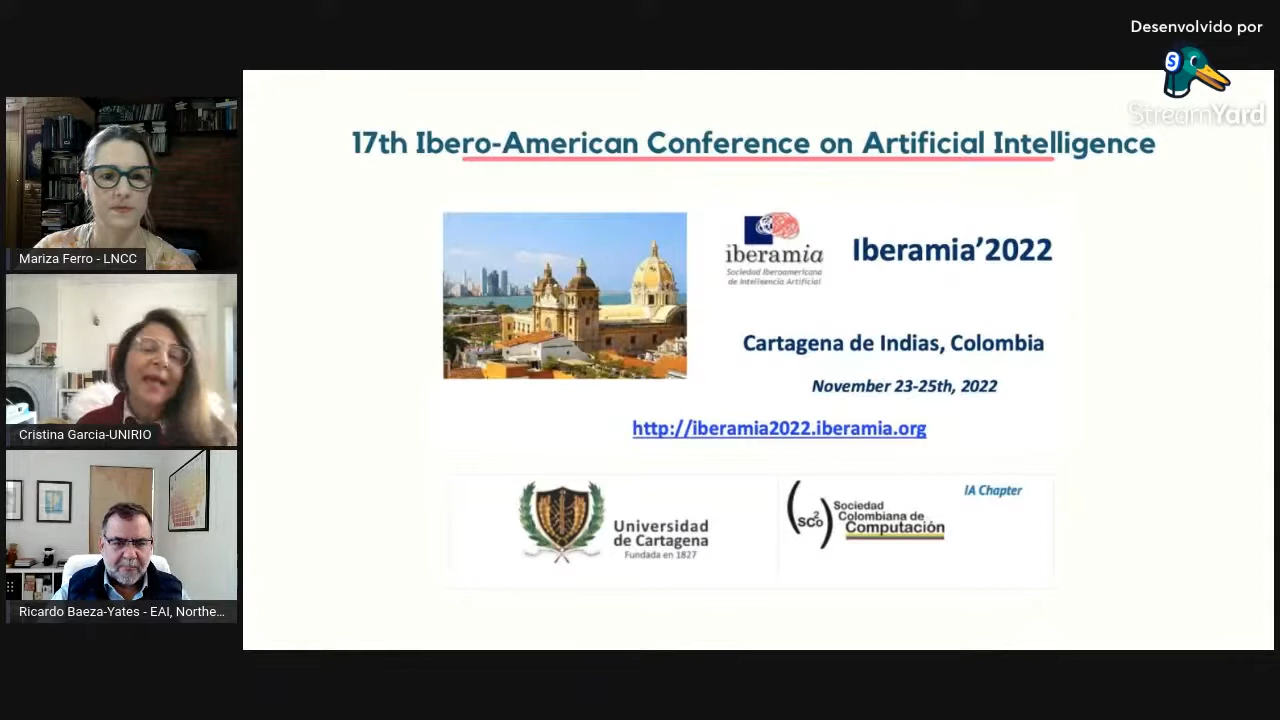 Desenvolvido por
S
StreamYard
17th Ibero-American Conference on Artificial Intelligence
iberamia
Sociedad Iberoamericana
de Inteligencia Artificial
Iberamia’2022
Cartagena de Indias, Colombia
November 23-25th, 2022
http://iberamia2022.iberamia.org
Universidad
de Cartagena
Fundada en 1827
sco2
Sociedad
Colombiana de
Computación
IA Chapter
Mariza Ferro - LNCC
Cristina Garcia-UNIRIO
Ricardo Baeza-Yates - EAI, Northe...